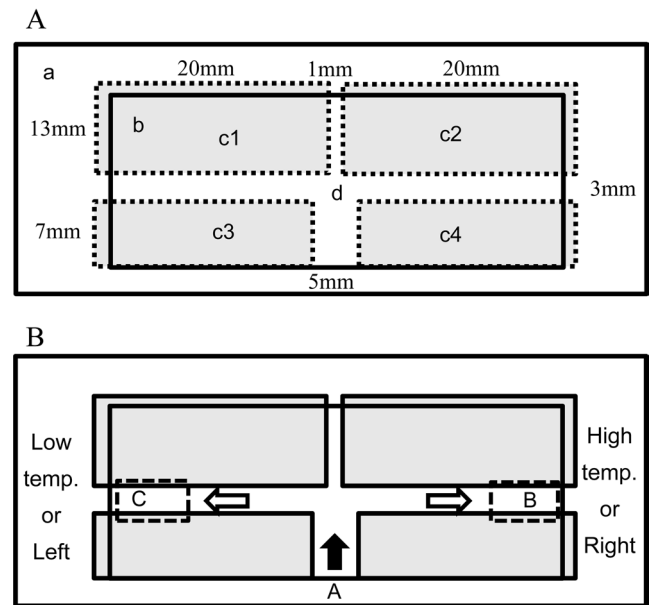 A
a
20mm 1mm 20mm
13mm b c1 c2
d 3mm
7mm c3 c4
5mm
B
Low
temp.
or
Left
C
B
High
temp.
or
Right
A